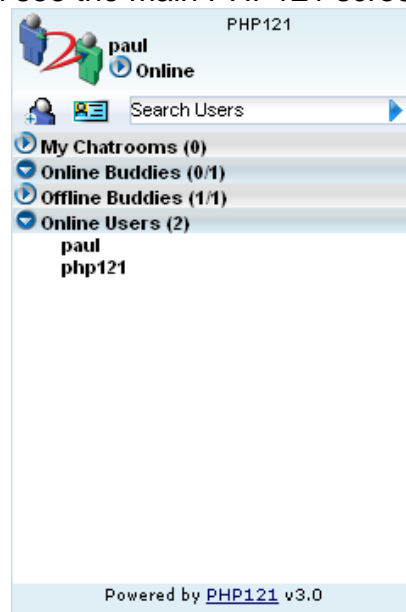 PHP121
paul
Online
Search Users
My Chatrooms (0)
Online Buddies (0/1)
Offline Buddies (1/1)
Online Users (2)
paul
php121
Powered by PHP121 v3.0